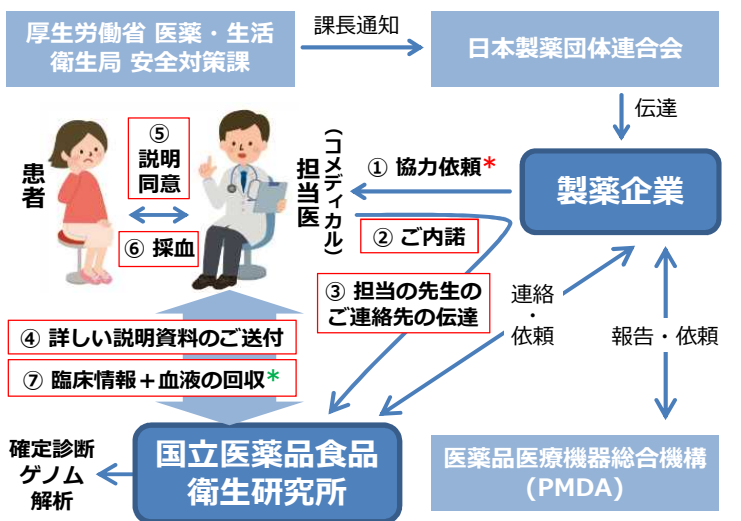 厚生労働省 医薬・生活
衛生局 安全対策課
課長通知
日本製薬団体連合会
伝達
製薬企業
① 協力依頼*
② ご内諾
(コメディカル)
担当医
患者
⑤
説明
同意
⑥ 採血
③ 担当の先生の
ご連絡先の伝達
連絡
・
依頼
報告・依頼
④ 詳しい説明資料のご送付
⑦ 臨床情報+血液の回収*
国立医薬品食品
衛生研究所
確定診断
ゲノム
解析
医薬品医療機器総合機構
(PMDA)